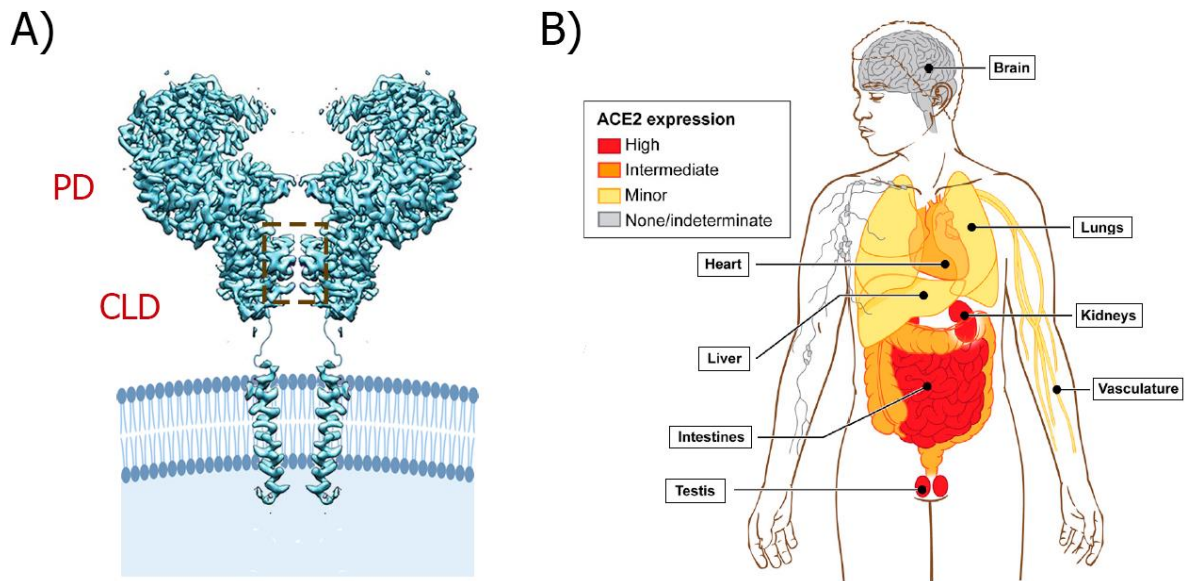 A)
PD
CLD
B)
Brain
ACE2 expression
High
Intermediate
Minor
None/indeterminate
Lungs
Heart
Kidneys
Liver
Vasculature
Intestines
Testis